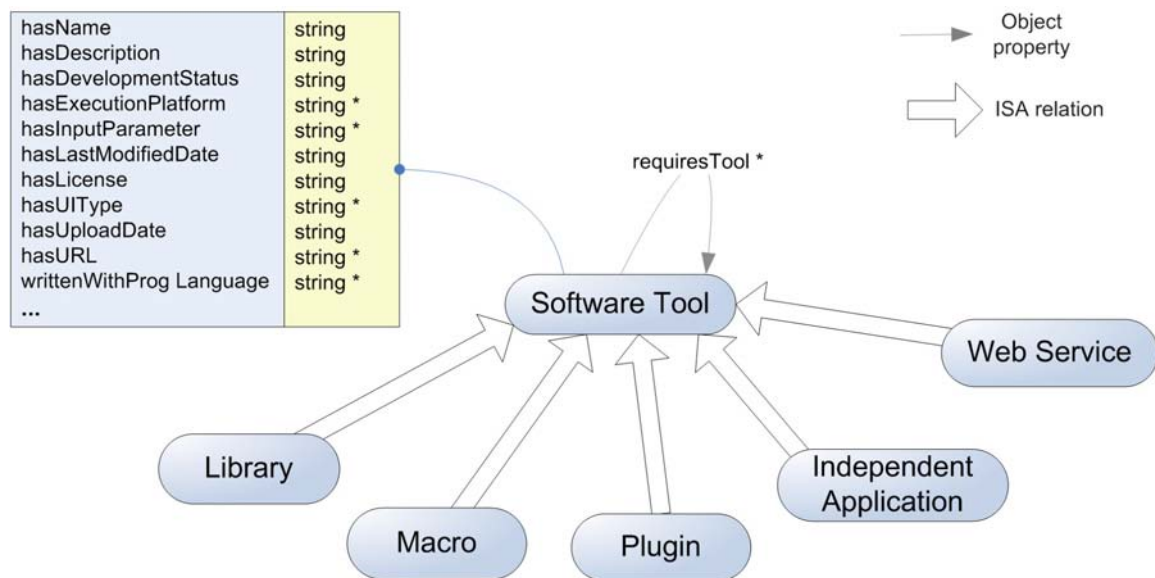 hasName string
hasDescription string
hasDevelopmentStatus string
hasExecutionPlatform string *
hasInputParameter string *
hasLastModifiedDate string
hasLicense string
hasUIType string *
hasUploadDate string
hasURL string *
writtenWithProg Language string *
...
Object
property
ISA relation
requiresTool *
Software Tool
Web Service
Library
Macro
Plugin
Independent
Application